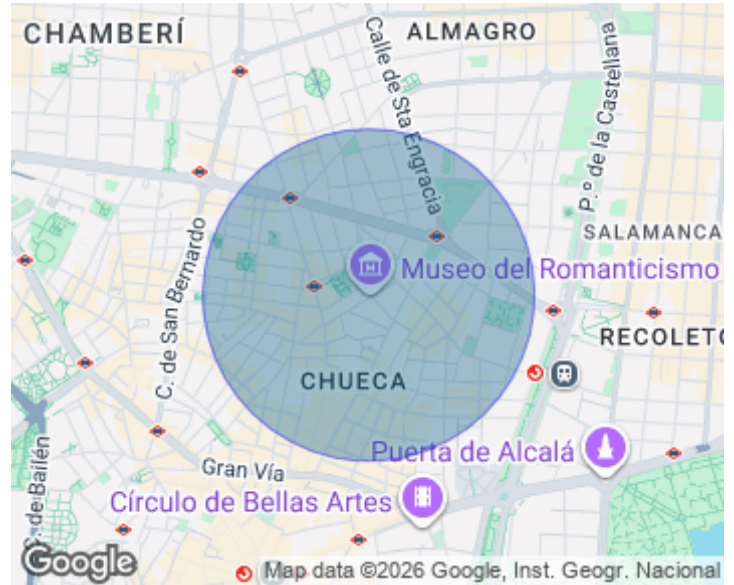 CHAMBERÍ
ALMAGRO
Calle de Sta Engracia
P.º de la Castellana
C. de San Bernardo
SALAMANCA
Museo del Romanticismo
RECOLETO
CHUECA
Puerta de Alcalá
Gran Vía
C. de Bailén
Círculo de Bellas Artes
Google
Map data ©2026 Google, Inst. Geogr. Nacional